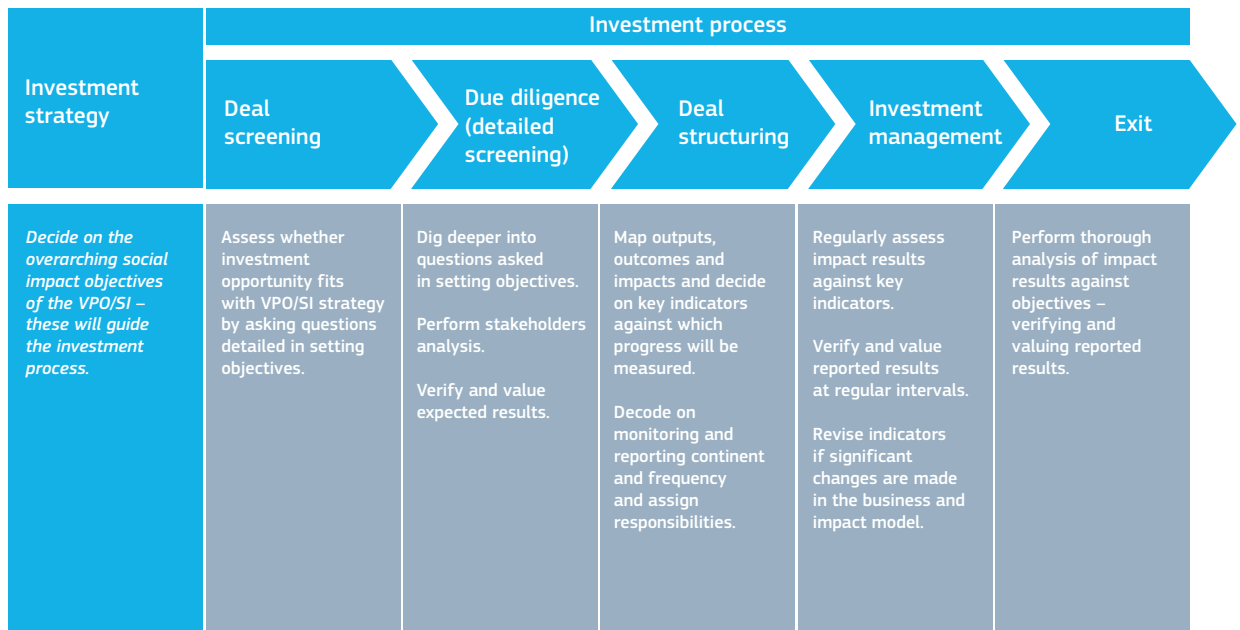 Investment process
Investment
strategy
Deal
screening
Due diligence
(detailed
screening)
Deal
structuring
Investment
management
Exit
Decide on the
overarching social
impact objectives
of the VPO/SI –
these will guide
the investment
process.
Assess whether
investment
opportunity fits
with VPO/SI strategy
by asking questions
detailed in setting
objectives.
Dig deeper into
questions asked
in setting objectives.
Perform stakeholders
analysis.
Verify and value
expected results.
Map outputs,
outcomes and
impacts and decide
on key indicators
against which
progress will be
measured.
Decode on
monitoring and
reporting continent
and frequency
and assign
responsibilities.
Regularly assess
impact results
against key
indicators.
Verify and value
reported results
at regular intervals.
Revise indicators
if significant
changes are made
in the business and
impact model.
Perform thorough
analysis of impact
results against
objectives –
verifying and
valuing reported
results.